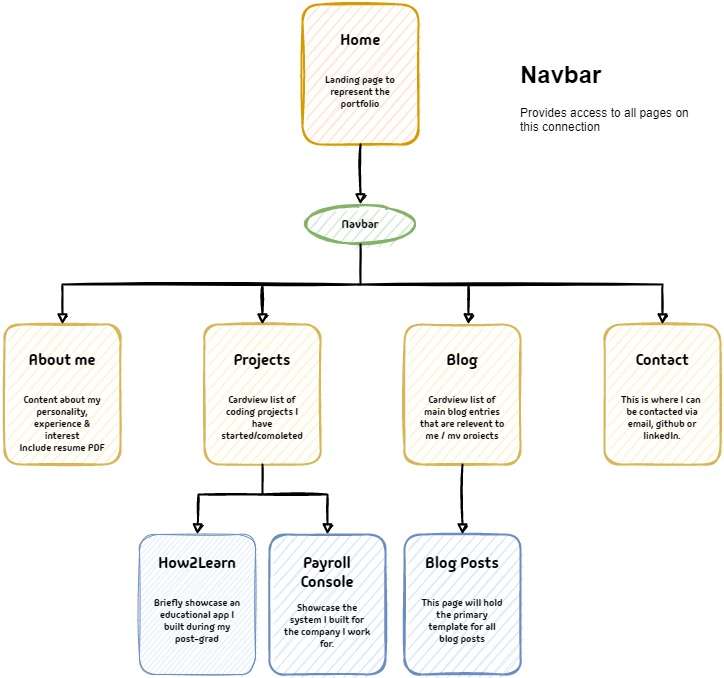 Home
Landing page to
represent the
portfolio
Navbar
Provides access to all pages on
this connection
Navbar
About me
Content about my
personality,
experience &
interest
Include resume PDF
Projects
Cardview list of
coding projects I
have
started/completed
Blog
Cardview list of
main blog entries
that are relevent to
me / my projects
Contact
This is where I can
be contacted via
email, github or
linkedIn.
How2Learn
Briefly showcase an
educational app I
built during my
post-grad
Payroll
Console
Showcase the
system I built for
the company I work
for.
Blog Posts
This page will hold
the primary
template for all
blog posts